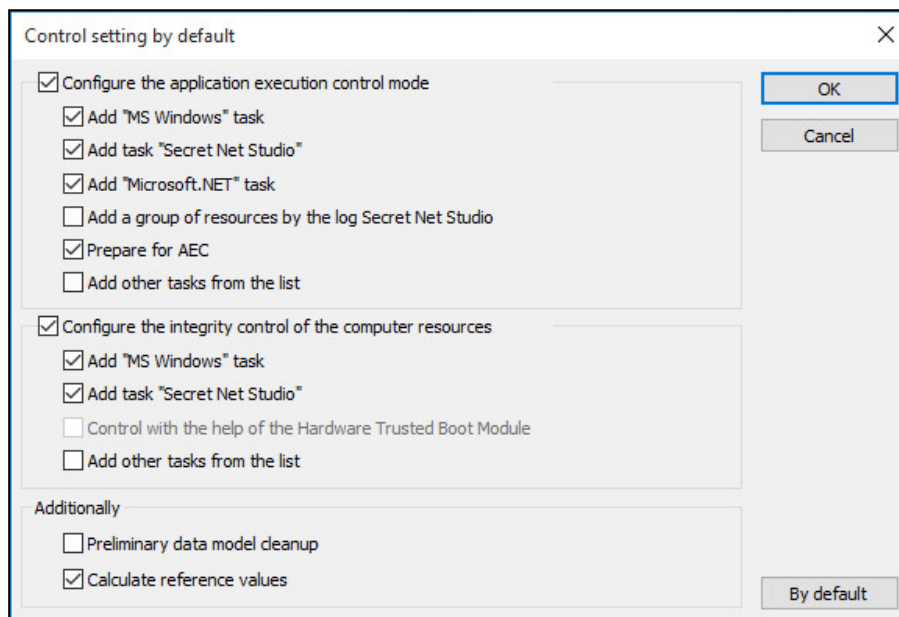 Control setting by default
Configure the application execution control mode
Add "MS Windows" task
Add task "Secret Net Studio"
Add "Microsoft.NET" task
Add a group of resources by the log Secret Net Studio
Prepare for AEC
Add other tasks from the list
Configure the integrity control of the computer resources
Add "MS Windows" task
Add task "Secret Net Studio"
Control with the help of the Hardware Trusted Boot Module
Add other tasks from the list
Additionally
Preliminary data model cleanup
Calculate reference values
OK
Cancel
By default